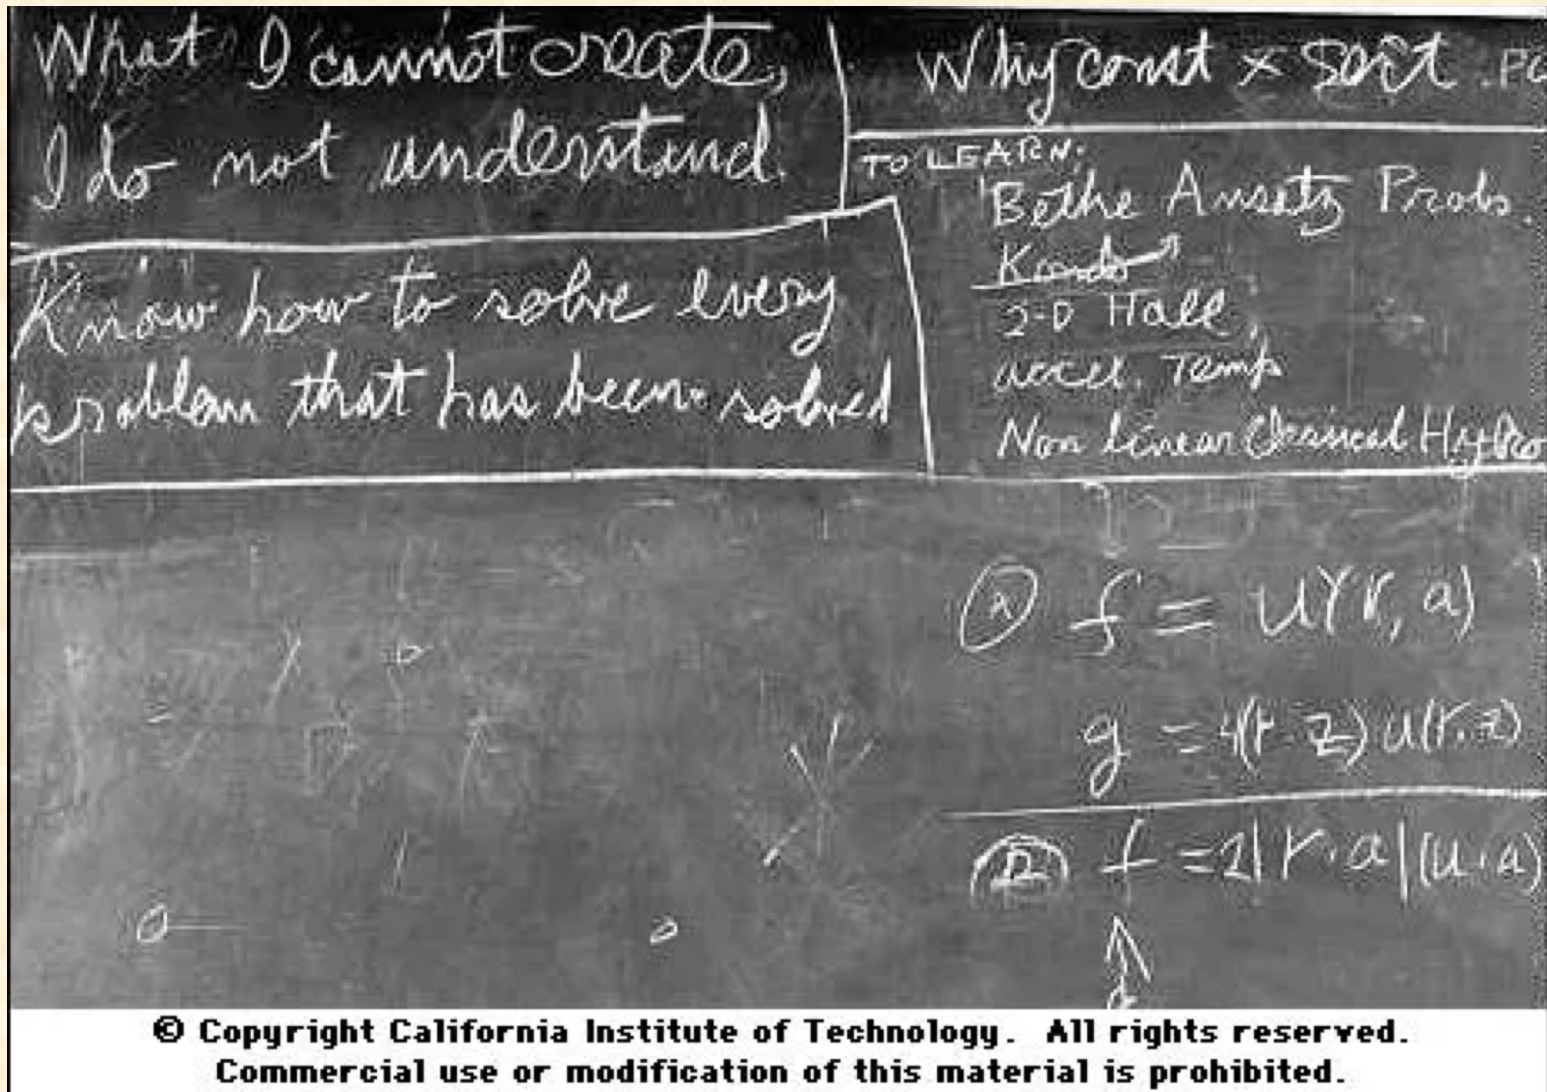 What I cannot create,
I do not understand.
Know how to solve every
problem that has been solved
Why const × sort . PO
TO LEARN:
Bethe Ansatz Probs.
Kondo
2-D Hall
accel. Temp
Non linear Classical Hydro
f = u(r, a)
g = 4(r·z) u(r.z)
f = 2|r·a|(u·a)
© Copyright California Institute of Technology. All rights reserved.
Commercial use or modification of this material is prohibited.